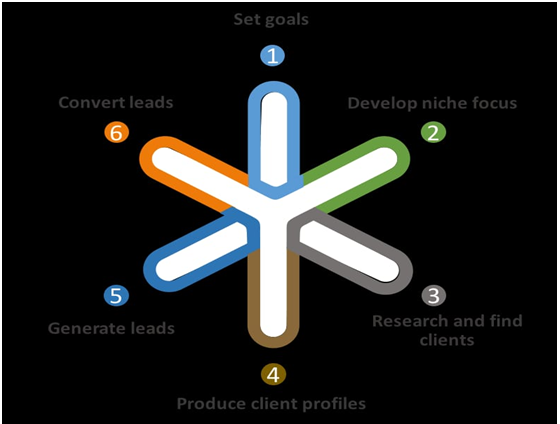 Set goals
1
Convert leads
Develop niche focus
6
2
5
3
Generate leads
Research and find
clients
4
Produce client profiles